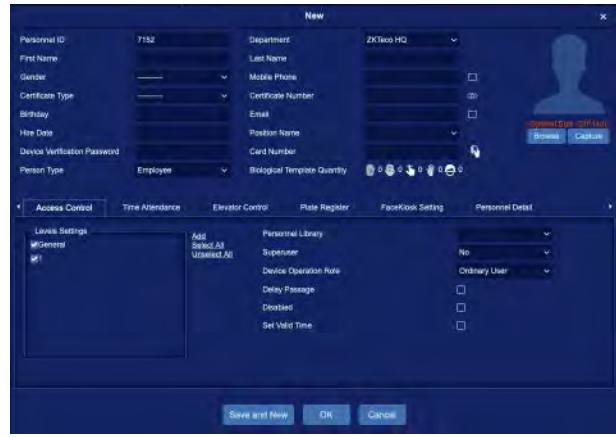 New
Personnel ID 7152 Department ZKTeco HQ
First Name Last Name
Gender --------- Mobile Phone
Certificate Type --------- Certificate Number
Birthday Email
Hire Date Position Name
Device Verification Password Card Number
Person Type Employee Biological Template Quantity 0 0 0 0 0
Browse Capture
Access Control Time Attendance Elevator Control Plate Register FaceKiosk Setting Personnel Detail
Levels Settings
General
1
Add
Select All
Unselect All
Personnel Library
Superuser No
Device Operation Role Ordinary User
Delay Passage
Disabled
Set Valid Time
Save and New OK Cancel